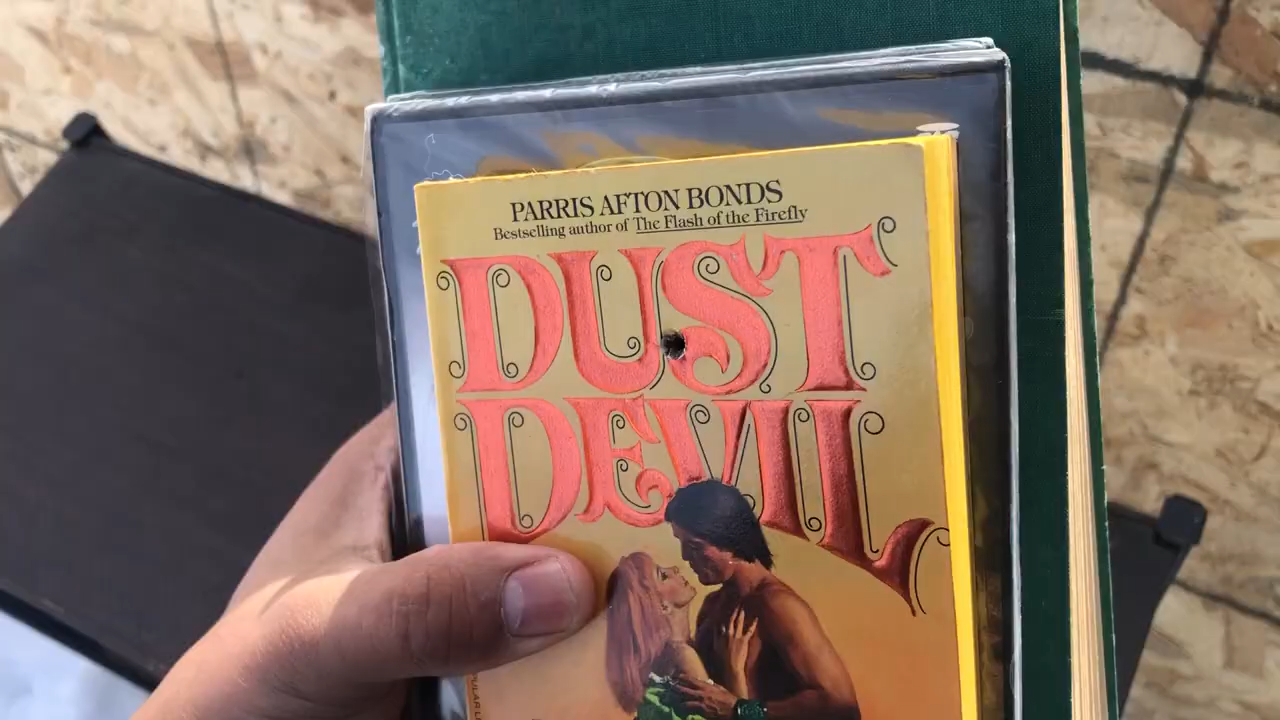 PARRIS AFTON BONDS
Bestselling author of The Flash of the Firefly
DUST
DEVIL